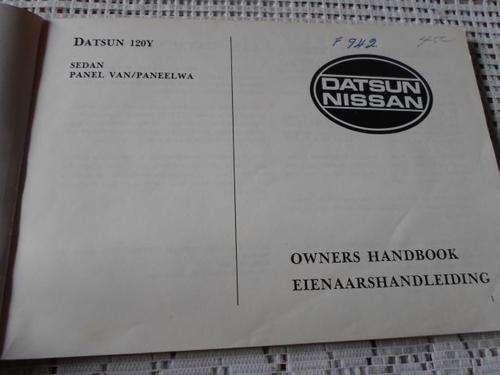 DATSUN 120Y
SEDAN
PANEL VAN/PANEELWA
F 942
DATSUN
NISSAN
OWNERS HANDBOOK
EIENAARSHANDLEIDING